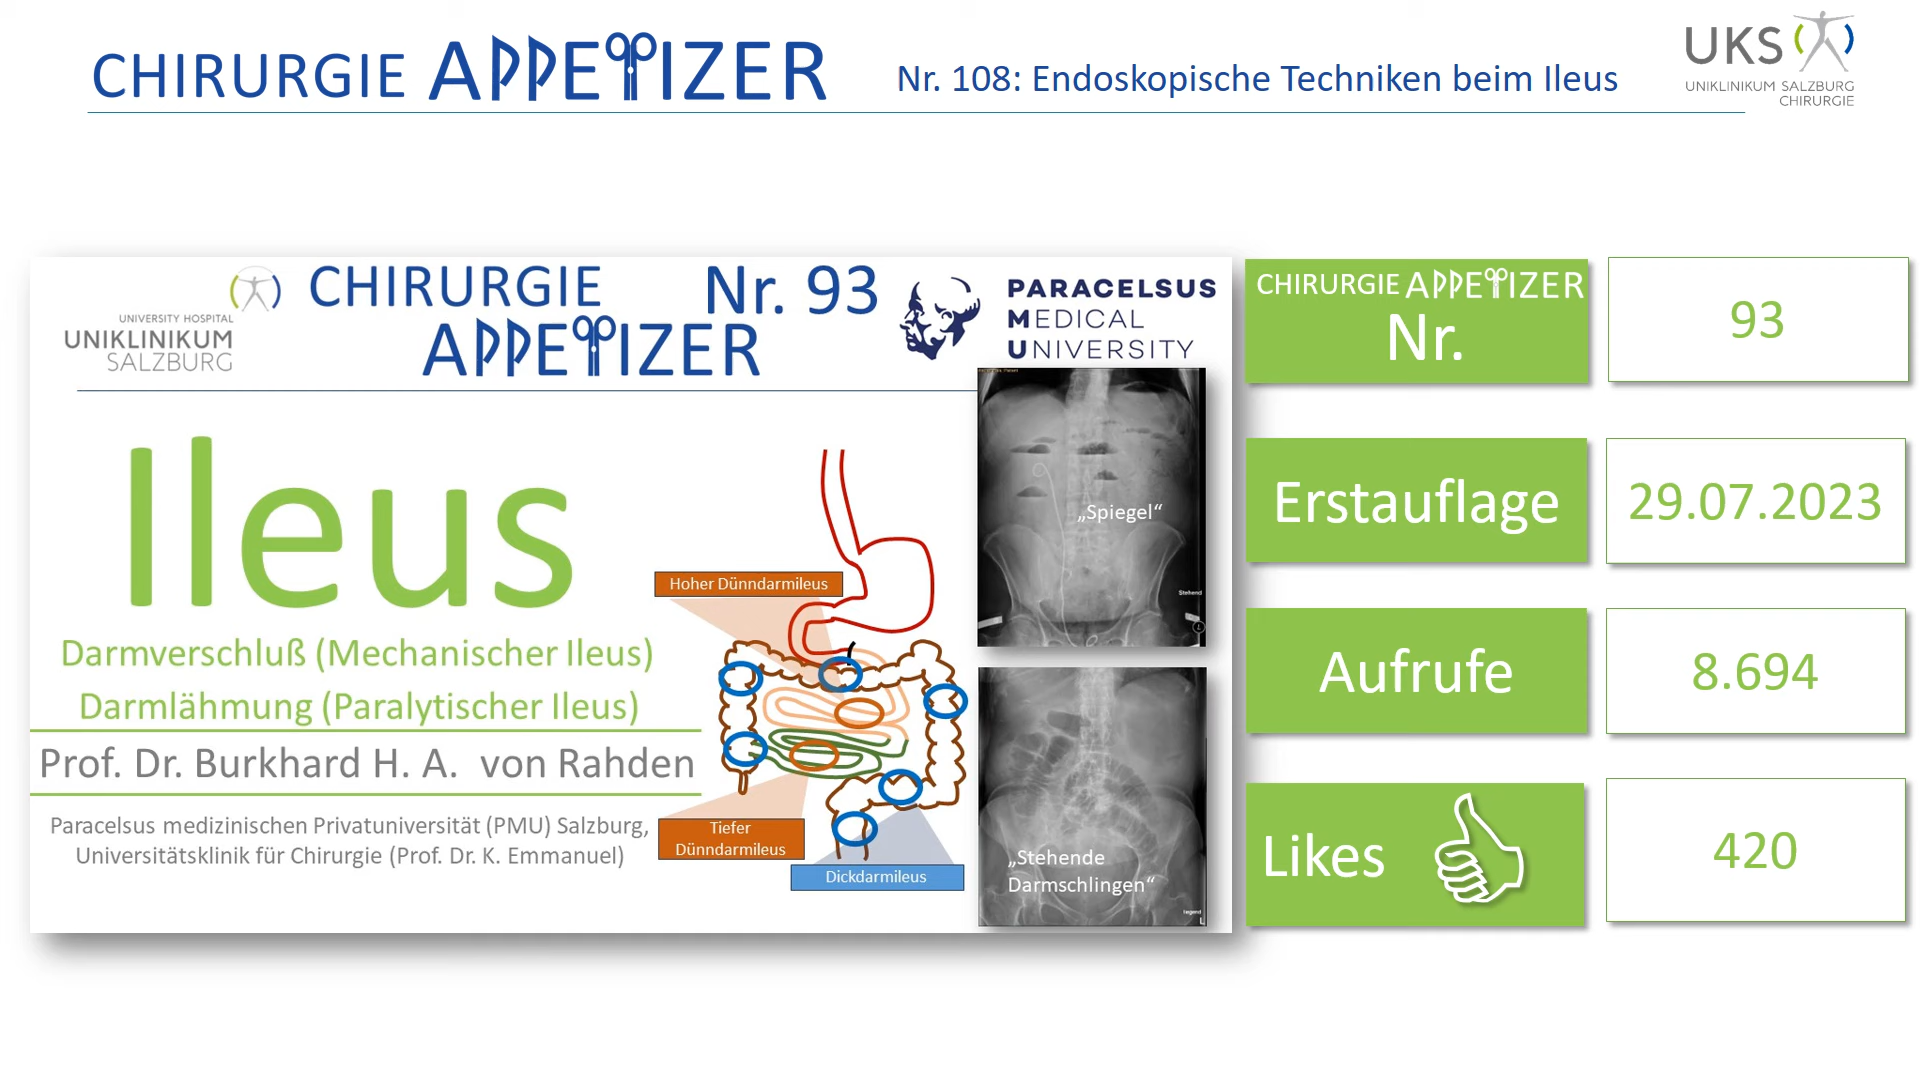 CHIRURGIE APPETIZER
Nr. 108: Endoskopische Techniken beim Ileus
UKS
UNIKLINIKUM SALZBURG
CHIRURGIE
UNIVERSITY HOSPITAL
UNIKLINIKUM
SALZBURG
CHIRURGIE Nr. 93
APPETIZER
PARACELSUS
MEDICAL
UNIVERSITY
Ileus
Darmverschluß (Mechanischer Ileus)
Darmlähmung (Paralytischer Ileus)
Prof. Dr. Burkhard H. A. von Rahden
Paracelsus medizinischen Privatuniversität (PMU) Salzburg,
Universitätsklinik für Chirurgie (Prof. Dr. K. Emmanuel)
Hoher Dünndarmileus
Tiefer
Dünndarmileus
Dickdarmileus
„Spiegel“
Stehend
„Stehende
Darmschlingen“
liegend
L
CHIRURGIE APPETIZER
Nr.
93
Erstauflage
29.07.2023
Aufrufe
8.694
Likes
420